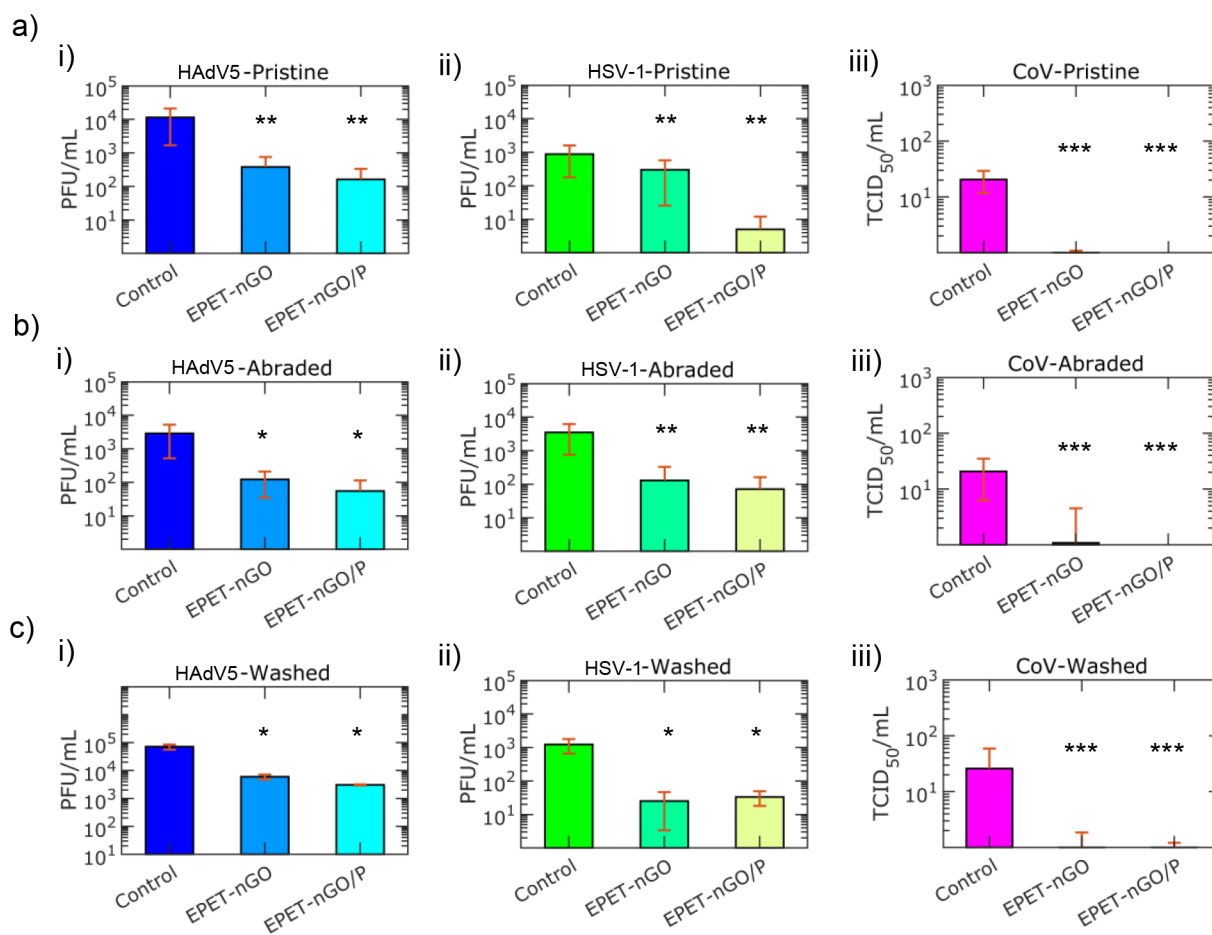 a)
i)
HAdV5-Pristine
10^5
10^4
10^3
10^2
10^1
PFU/mL
** **
Control
EPET-nGO
EPET-nGO/P
ii)
HSV-1-Pristine
10^5
10^4
10^3
10^2
10^1
PFU/mL
** **
Control
EPET-nGO
EPET-nGO/P
iii)
CoV-Pristine
10^3
10^2
10^1
TCID_50/mL
*** ***
Control
EPET-nGO
EPET-nGO/P
b)
i)
HAdV5-Abraded
10^5
10^4
10^3
10^2
10^1
PFU/mL
* *
Control
EPET-nGO
EPET-nGO/P
ii)
HSV-1-Abraded
10^5
10^4
10^3
10^2
10^1
PFU/mL
** **
Control
EPET-nGO
EPET-nGO/P
iii)
CoV-Abraded
10^3
10^2
10^1
TCID_50/mL
*** ***
Control
EPET-nGO
EPET-nGO/P
c)
i)
HAdV5-Washed
10^5
10^4
10^3
10^2
10^1
PFU/mL
* *
Control
EPET-nGO
EPET-nGO/P
ii)
HSV-1-Washed
10^5
10^4
10^3
10^2
10^1
PFU/mL
* *
Control
EPET-nGO
EPET-nGO/P
iii)
CoV-Washed
10^3
10^2
10^1
TCID_50/mL
*** ***
Control
EPET-nGO
EPET-nGO/P